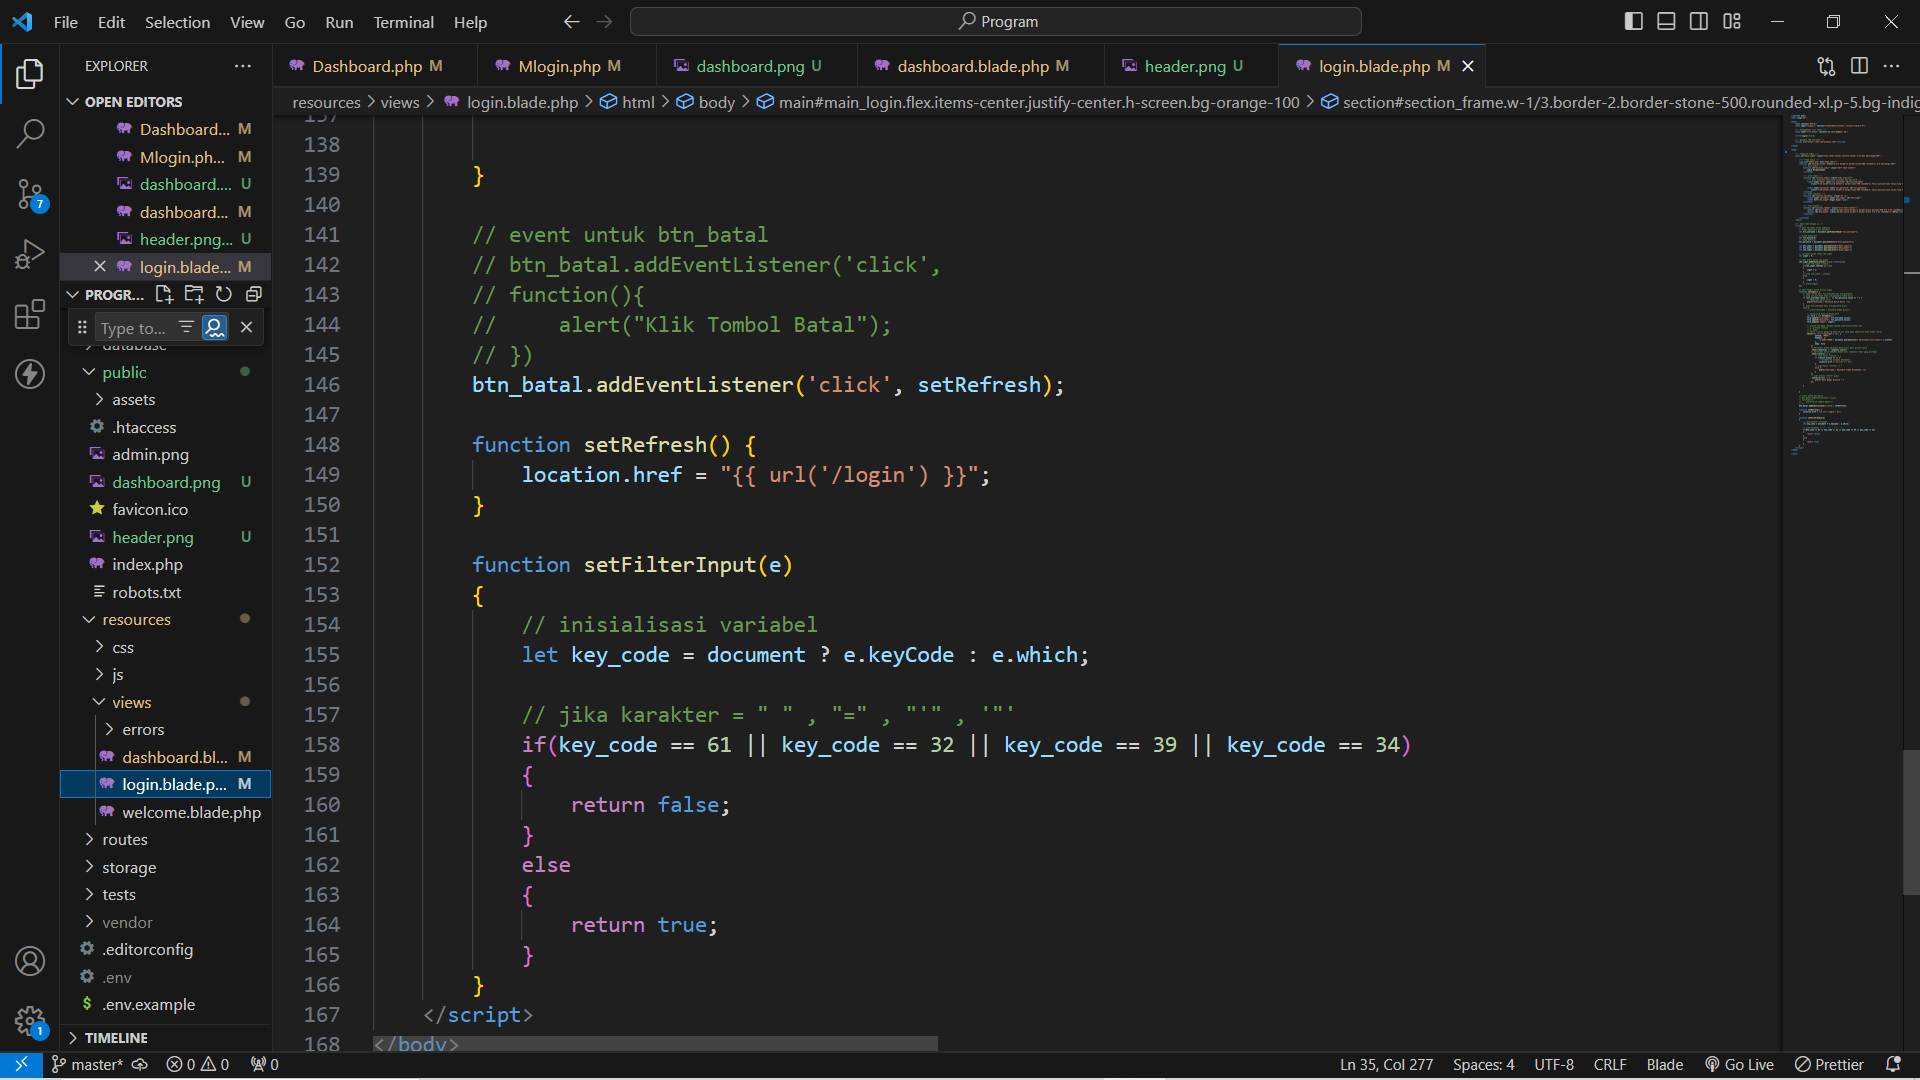 File Edit Selection View Go Run Terminal Help
Program
EXPLORER
Dashboard.php M
Mlogin.php M
dashboard.png U
dashboard.blade.php M
header.png U
login.blade.php M
OPEN EDITORS
Dashboard... M
Mlogin.ph... M
dashboard.... U
dashboard... M
header.png... U
login.blade... M
PROGR...
Type to...
database
public
assets
.htaccess
admin.png
dashboard.png U
favicon.ico
header.png U
index.php
robots.txt
resources
css
js
views
errors
dashboard.bl... M
login.blade.p... M
welcome.blade.php
routes
storage
tests
vendor
.editorconfig
.env
.env.example
TIMELINE
7
1
resources > views > login.blade.php > html > body > main#main_login.flex.items-center.justify-center.h-screen.bg-orange-100 > section#section_frame.w-1/3.border-2.border-stone-500.rounded-xl.p-5.bg-indig
137
138
139 }
140
141 // event untuk btn_batal
142 // btn_batal.addEventListener('click',
143 // function(){
144 //     alert("Klik Tombol Batal");
145 // })
146 btn_batal.addEventListener('click', setRefresh);
147
148 function setRefresh() {
149     location.href = "{{ url('/login') }}";
150 }
151
152 function setFilterInput(e)
153 {
154     // inisialisasi variabel
155     let key_code = document ? e.keyCode : e.which;
156
157     // jika karakter = " " , "=" , "'" , '"'
158     if(key_code == 61 || key_code == 32 || key_code == 39 || key_code == 34)
159     {
160         return false;
161     }
162     else
163     {
164         return true;
165     }
166 }
167 </script>
168 </body>
master* 0 0 0
Ln 35, Col 277 Spaces: 4 UTF-8 CRLF Blade Go Live Prettier